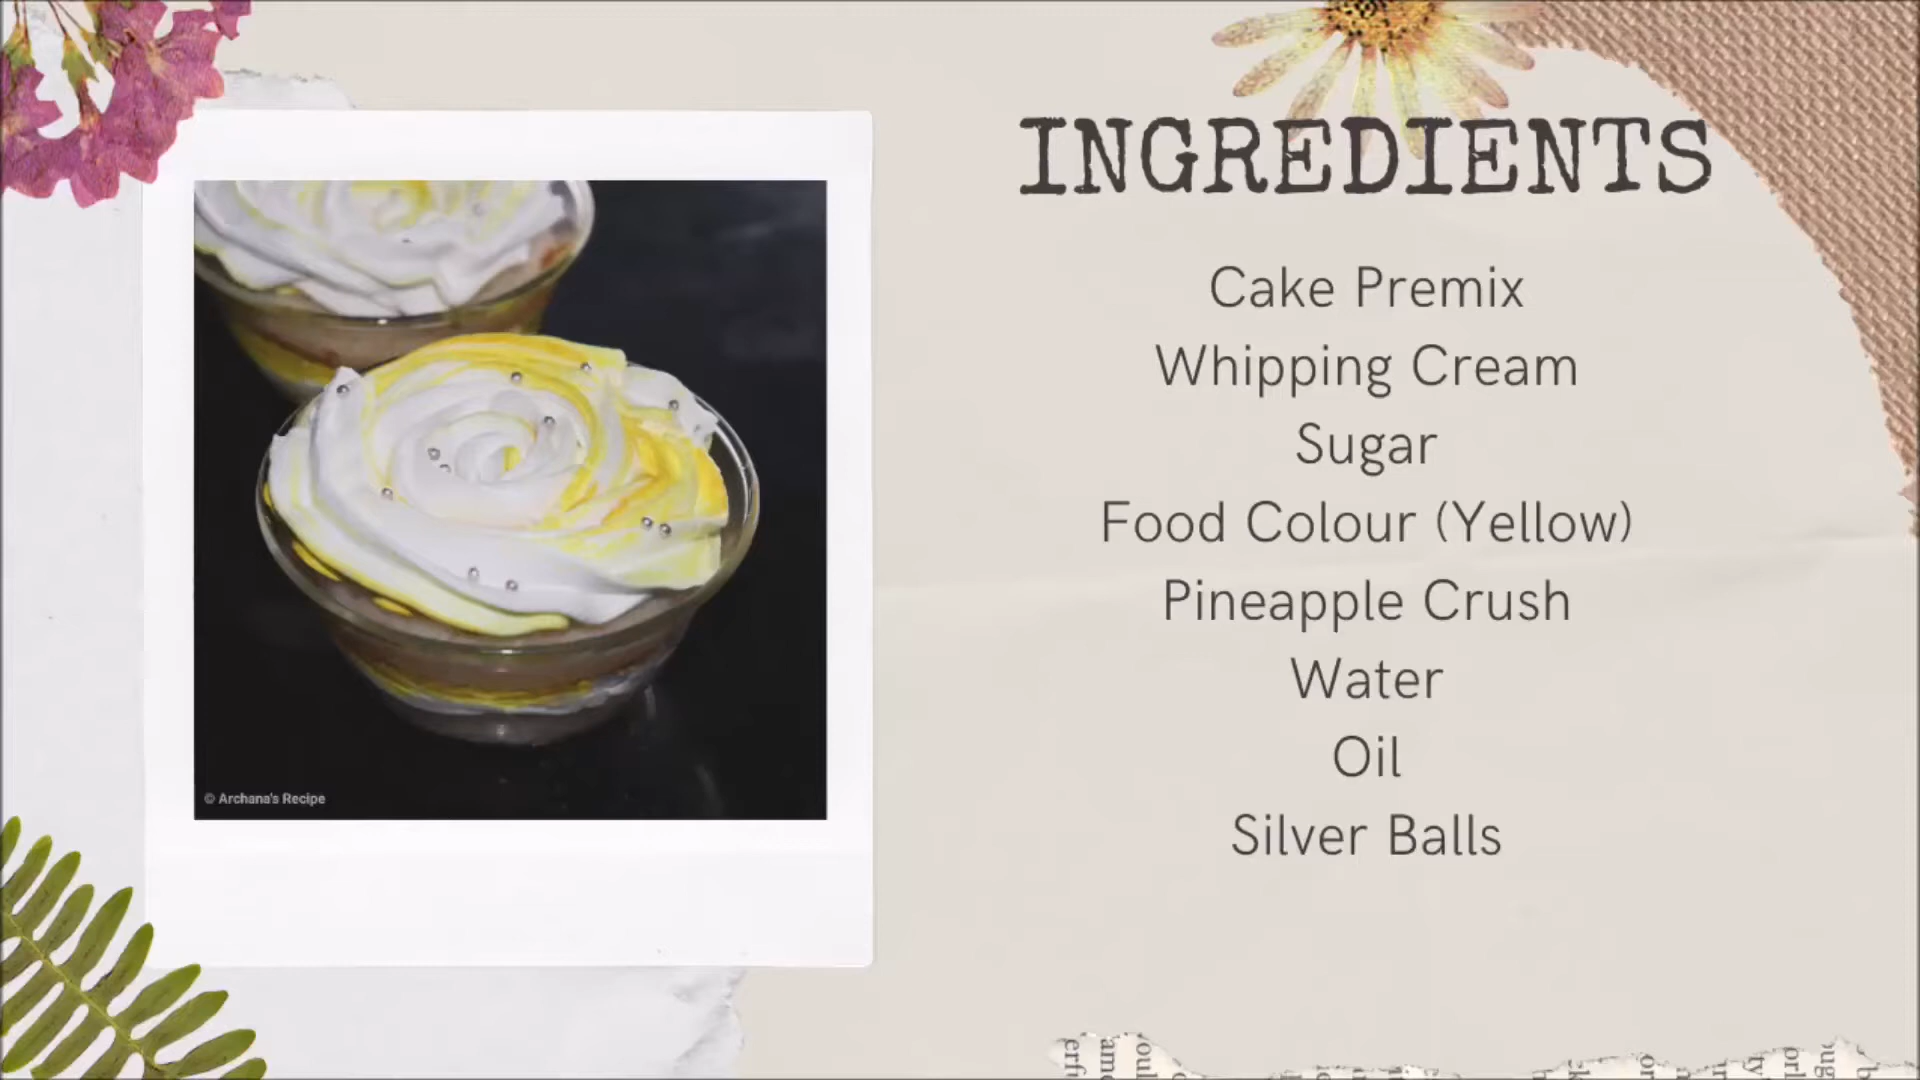 INGREDIENTS
Cake Premix
Whipping Cream
Sugar
Food Colour (Yellow)
Pineapple Crush
Water
Oil
Silver Balls
© Archana's Recipe